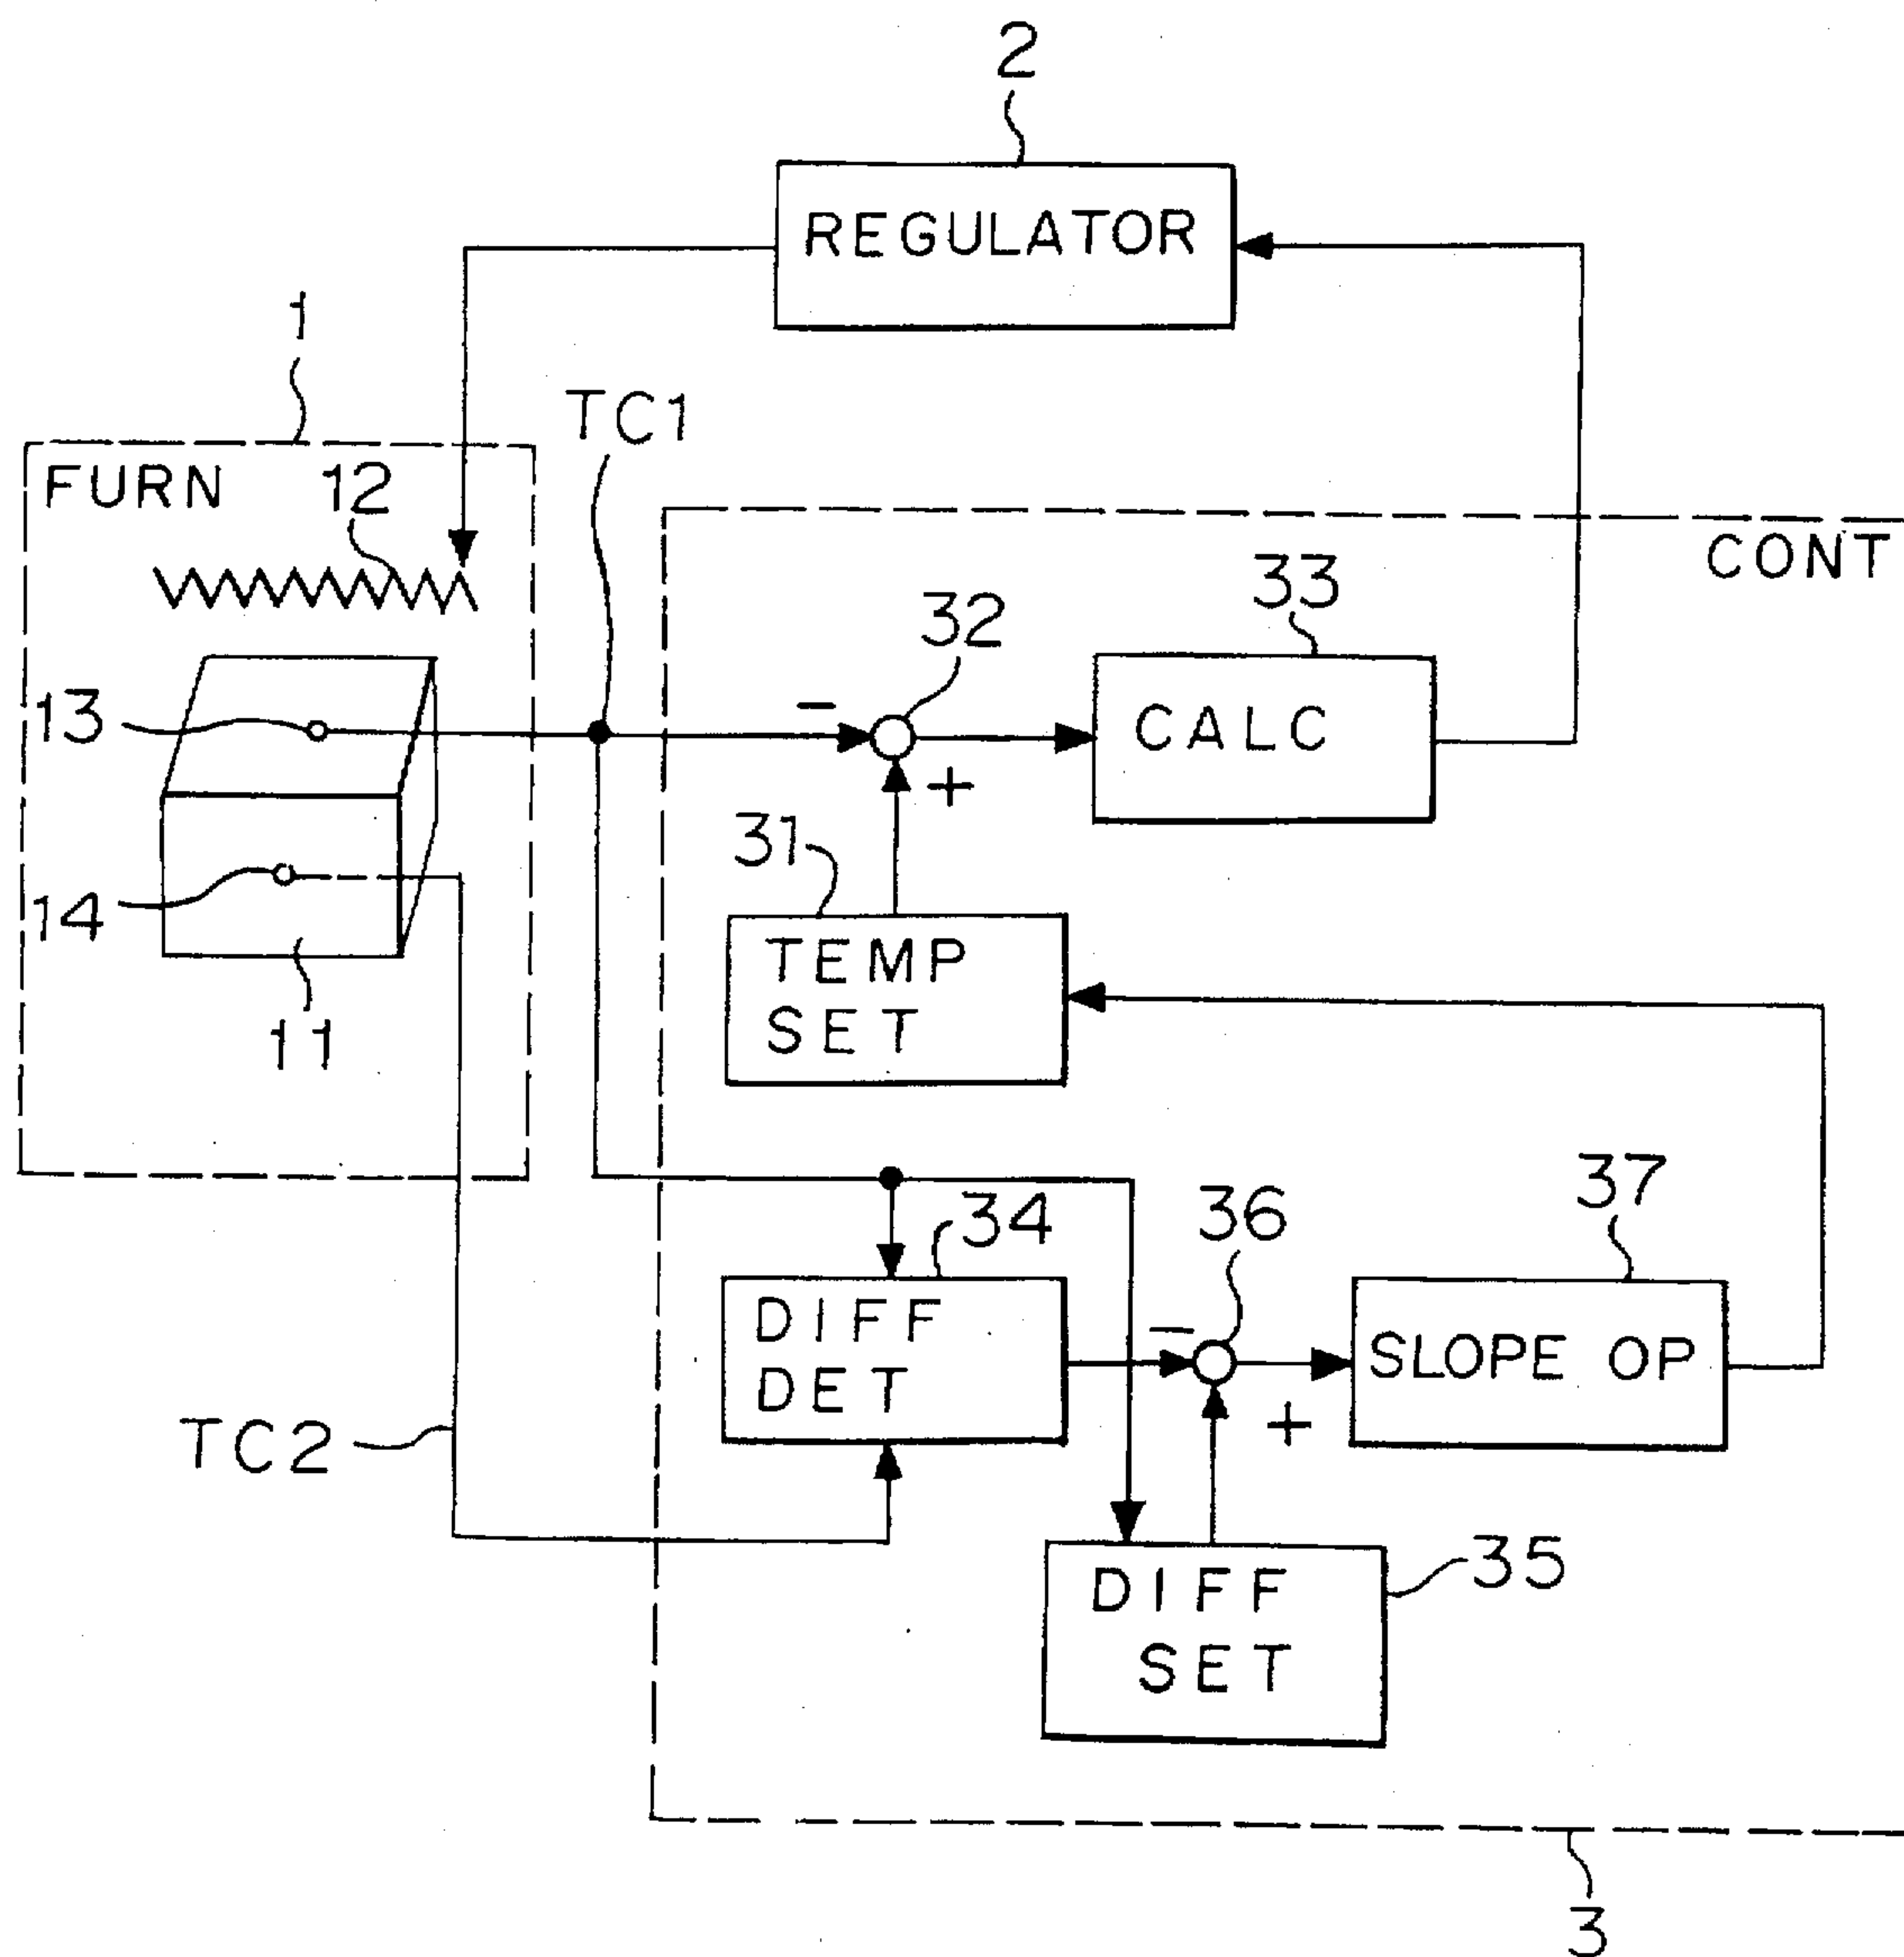 2
REGULATOR
1
TC1
FURN
12
CONT
33
32
13
-
CALC
+
31
14
TEMP
SET
11
37
36
34
DIFF
DET
-
SLOPE OP
+
TC2
35
DIFF
SET
3